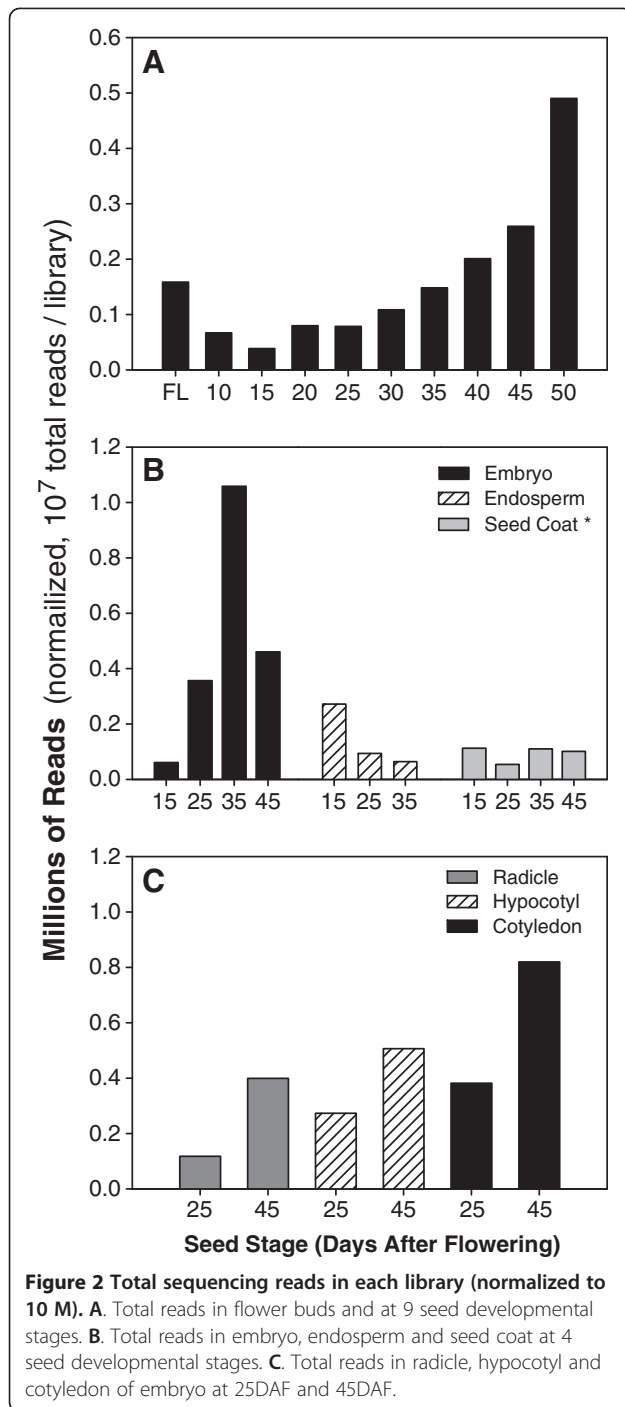 0.6
A
0.5
0.4
0.3
0.2
0.1
0.0
FL 10 15 20 25 30 35 40 45 50
Millions of Reads (normailized, 10⁷ total reads / library)
1.2
B
Embryo
1.0
Endosperm
Seed Coat *
0.8
0.6
0.4
0.2
0.0
15 25 35 45 15 25 35 15 25 35 45
1.2
C
Radicle
1.0
Hypocotyl
Cotyledon
0.8
0.6
0.4
0.2
0.0
25 45 25 45 25 45
Seed Stage (Days After Flowering)
Figure 2 Total sequencing reads in each library (normalized to
10 M). A. Total reads in flower buds and at 9 seed developmental
stages. B. Total reads in embryo, endosperm and seed coat at 4
seed developmental stages. C. Total reads in radicle, hypocotyl and
cotyledon of embryo at 25DAF and 45DAF.